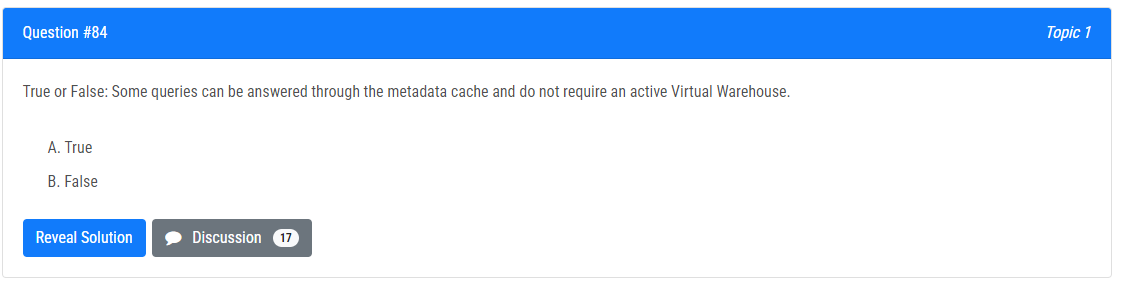 Question #84 Topic 1
True or False: Some queries can be answered through the metadata cache and do not require an active Virtual Warehouse.
A. True
B. False
Reveal Solution Discussion 17